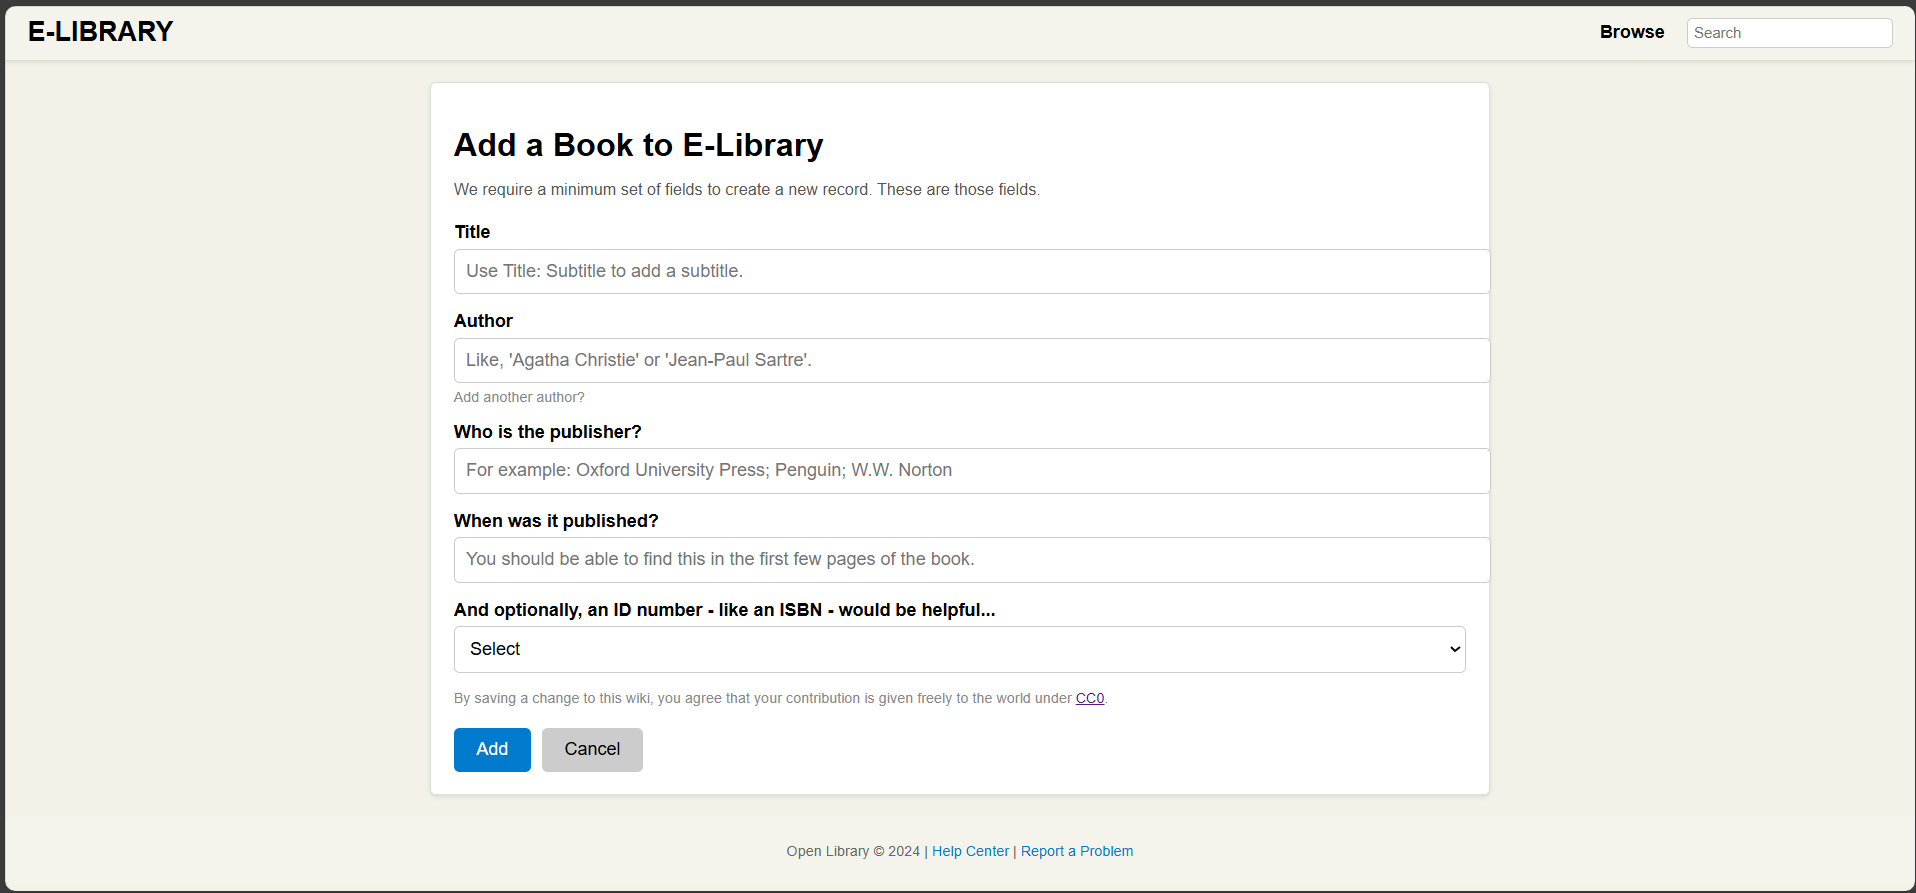 E-LIBRARY
Browse
Search
Add a Book to E-Library
We require a minimum set of fields to create a new record. These are those fields.
Title
Use Title: Subtitle to add a subtitle.
Author
Like, 'Agatha Christie' or 'Jean-Paul Sartre'.
Add another author?
Who is the publisher?
For example: Oxford University Press; Penguin; W.W. Norton
When was it published?
You should be able to find this in the first few pages of the book.
And optionally, an ID number - like an ISBN - would be helpful...
Select
By saving a change to this wiki, you agree that your contribution is given freely to the world under CC0.
Add
Cancel
Open Library © 2024 | Help Center | Report a Problem